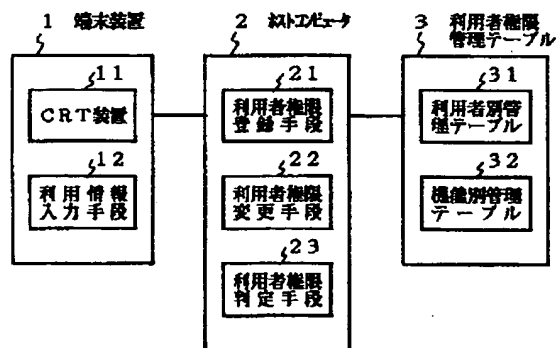 1 端末装置
11
CRT装置
12
利用情報
入力手段
2 ホストコンピュータ
21
利用者権限
登録手段
22
利用者権限
変更手段
23
利用者権限
判定手段
3 利用者権限
管理テーブル
31
利用者別管
理テーブル
32
機能別管理
テーブル